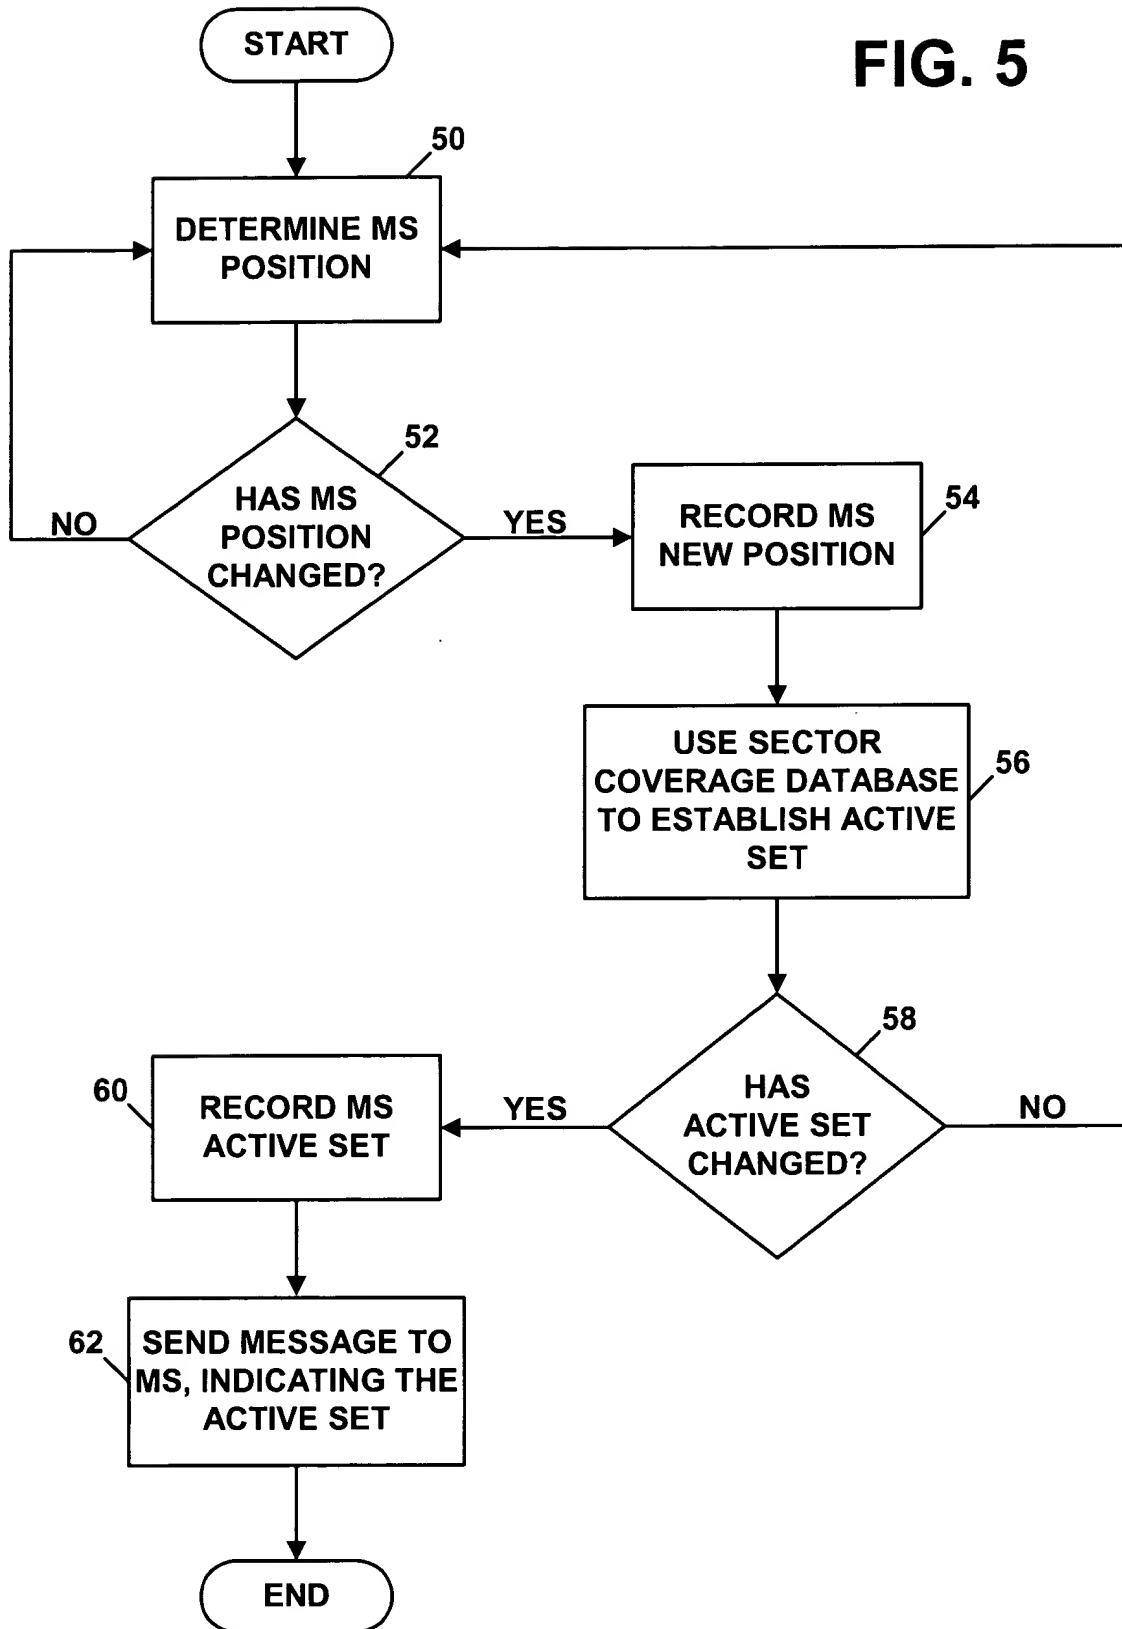 START
FIG. 5
50
DETERMINE MS
POSITION
52
HAS MS
POSITION
CHANGED?
NO
YES
54
RECORD MS
NEW POSITION
56
USE SECTOR
COVERAGE DATABASE
TO ESTABLISH ACTIVE
SET
58
HAS
ACTIVE SET
CHANGED?
NO
YES
60
RECORD MS
ACTIVE SET
62
SEND MESSAGE TO
MS, INDICATING THE
ACTIVE SET
END